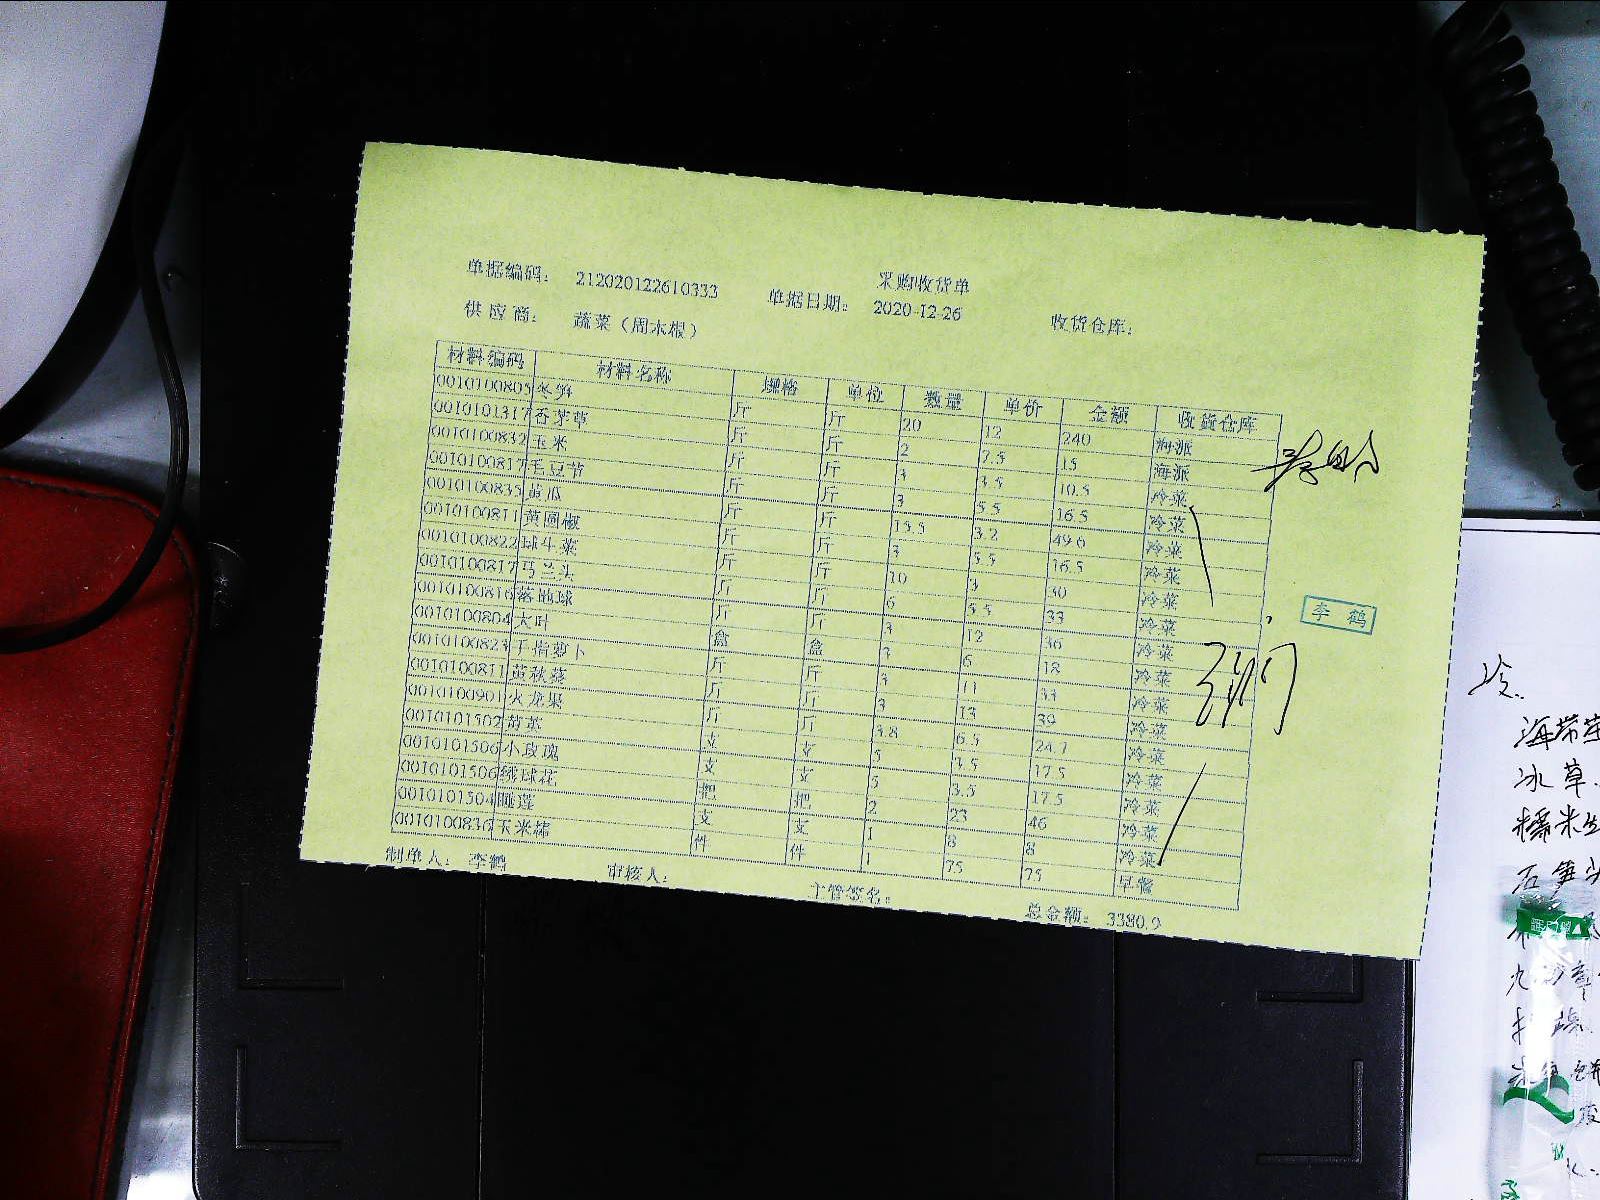 采购收货单
单据编码： 212020122610333 单据日期： 2020-12-26 收货仓库：
供应商： 蔬菜（周木根）
材料编码 材料名称 规格 单位 数量 单价 金额 收货仓库
0010100805 冬笋 斤 斤 20 12 240 海派
0010101317 香茅草 斤 斤 2 7.5 15 海派
0010100832 玉米 斤 斤 3 3.5 10.5 冷菜
0010100817 毛豆节 斤 斤 3 5.5 16.5 冷菜
0010100835 黄瓜 斤 斤 15.5 3.2 49.6 冷菜
0010100811 黄圆椒 斤 斤 3 5.5 16.5 冷菜
0010100822 球斗菜 斤 斤 10 3 30 冷菜
0010100817 马兰头 斤 斤 6 5.5 33 冷菜
0010100816 落地球 斤 斤 3 12 36 冷菜
0010100804 大叶 盒 盒 3 6 18 冷菜
0010100823 手指萝卜 斤 斤 3 11 33 冷菜
0010100811 黄秋葵 斤 斤 3 13 39 冷菜
0010100901 火龙果 斤 斤 3.8 6.5 24.7 冷菜
0010101502 支 支 5 3.5 17.5 冷菜
0010101506 小玫瑰 支 支 5 3.5 17.5 冷菜
0010101506 绣球花 把 把 2 23 46 冷菜
0010101504 睡莲 支 支 1 8 8 冷菜
0010100836 玉米棒 件 件 1 75 75 早餐
制单人： 李鹤 审核人： 主管签名： 总金额： 3380.9
李鹤
冷
海带
冰草
糯米
石笋